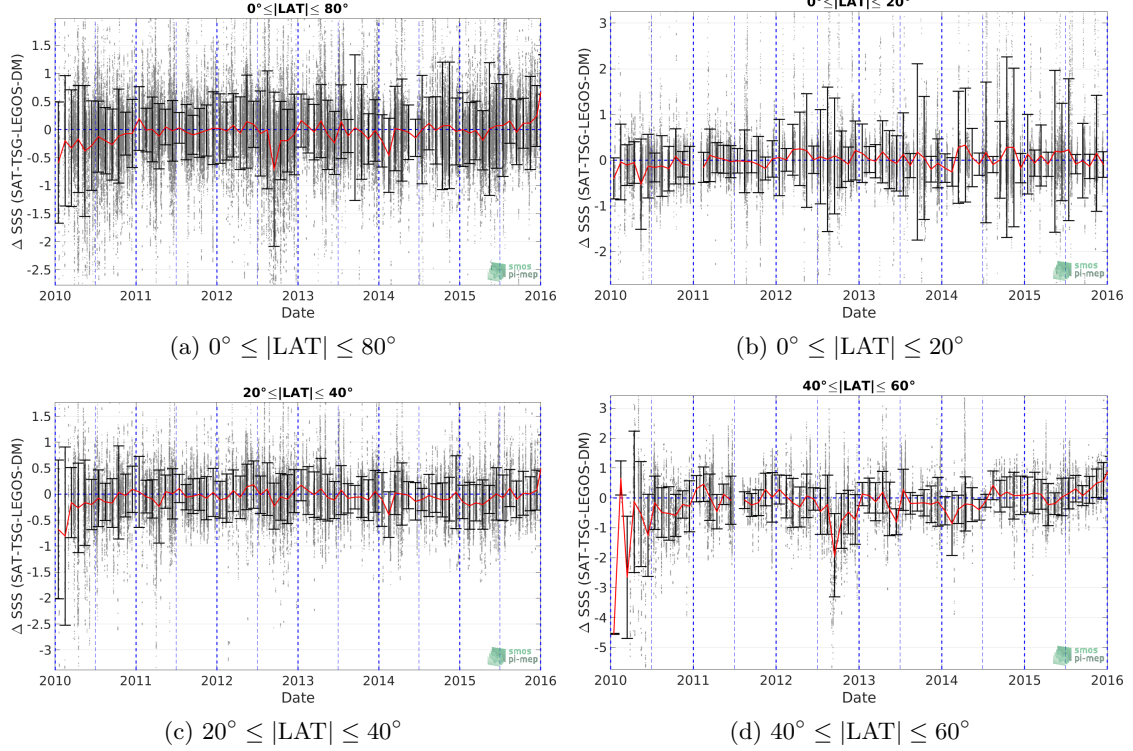 0°≤|LAT|≤ 80°
Δ SSS (SAT-TSG-LEGOS-DM)
1.5
1
0.5
0
-0.5
-1
-1.5
-2
-2.5
2010 2011 2012 2013 2014 2015 2016
Date
smos
pi-mep
(a) 0° ≤ |LAT| ≤ 80°
0°≤|LAT|≤ 20°
Δ SSS (SAT-TSG-LEGOS-DM)
3
2
1
0
-1
-2
2010 2011 2012 2013 2014 2015 2016
Date
smos
pi-mep
(b) 0° ≤ |LAT| ≤ 20°
20°≤|LAT|≤ 40°
Δ SSS (SAT-TSG-LEGOS-DM)
1.5
1
0.5
0
-0.5
-1
-1.5
-2
-2.5
-3
2010 2011 2012 2013 2014 2015 2016
Date
smos
pi-mep
(c) 20° ≤ |LAT| ≤ 40°
40°≤|LAT|≤ 60°
Δ SSS (SAT-TSG-LEGOS-DM)
3
2
1
0
-1
-2
-3
-4
-5
2010 2011 2012 2013 2014 2015 2016
Date
smos
pi-mep
(d) 40° ≤ |LAT| ≤ 60°